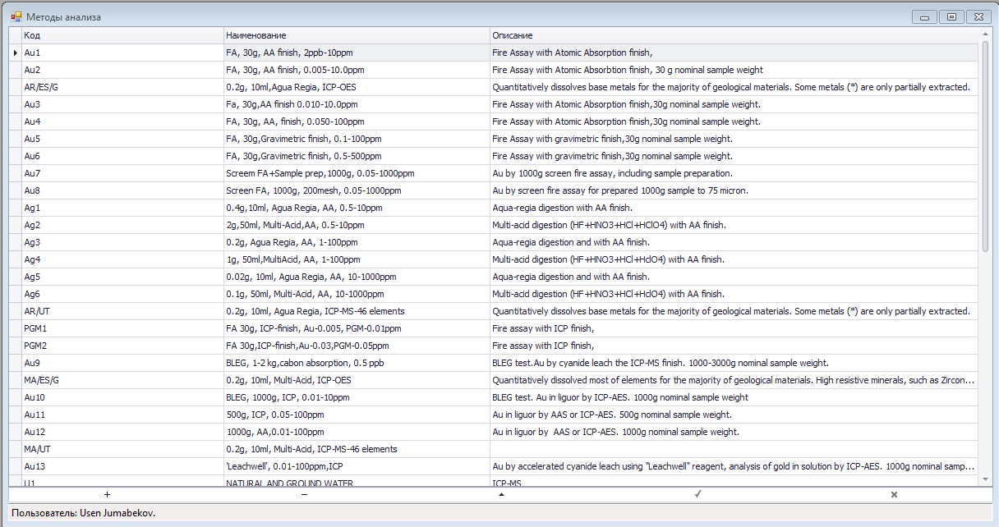 Методы анализа
Код Наименование Описание
Au1 FA, 30g, AA finish, 2ppb-10ppm Fire Assay with Atomic Absorption finish,
Au2 FA, 30g, AA finish, 0.005-10.0ppm Fire Assay with Atomic Absorbtion finish, 30 g nominal sample weight
AR/ES/G 0.2g, 10ml,Agua Regia, ICP-OES Quantitatively dissolves base metals for the majority of geological materials. Some metals (*) are only partially extracted.
Au3 Fa, 30g,AA finish 0.010-10.0ppm Fire Assay with Atomic Absorption finish,30g nominal sample weight.
Au4 FA, 30g, AA, finish, 0.050-100ppm Fire Assay with Atomic Absorption finish,30g nominal sample weight.
Au5 FA, 30g,Gravimetric finish, 0.1-100ppm Fire Assay with gravimetric finish,30g nominal sample weight.
Au6 FA, 30g,Gravimetric finish, 0.5-500ppm Fire Assay with gravimetric finish,30g nominal sample weight.
Au7 Screem FA+Sample prep,1000g, 0.05-1000ppm Au by 1000g screen fire assay, including sample preparation.
Au8 Screen FA, 1000g, 200mesh, 0.05-1000ppm Au by screen fire assay for prepared 1000g sample to 75 micron.
Ag1 0.4g,10ml, Agua Regia, AA, 0.5-10ppm Aqua-regia digestion with AA finish.
Ag2 2g,50ml, Multi-Acid,AA, 0.5-10ppm Multi-acid digestion (HF+HNO3+HCl+HClO4) with AA finish.
Ag3 0.2g, Agua Regia, AA, 1-100ppm Aqua-regia digestion and with AA finish.
Ag4 1g, 50ml,MultiAcid, AA, 1-100ppm Multi-acid digestion (HF+HNO3+HCl+HclO4) with AA finish.
Ag5 0.02g, 10ml, Agua Regia, AA, 10-1000ppm Aqua-regia digestion and with AA finish.
Ag6 0.1g, 50ml, Multi-Acid, AA, 10-1000ppm Multi-acid digestion (HF+HNO3+HCl+HclO4) with AA finish.
AR/UT 0.2g, 10ml, Agua Regia, ICP-MS-46 elements Quantitatively dissolves base metals for the majority of geological materials. Some metals (*) are only partially extracted.
PGM1 FA 30g, ICP-finish, Au-0.005, PGM-0.01ppm Fire assay with ICP finish,
PGM2 FA 30g,ICP-finish,Au-0.03,PGM-0.05ppm Fire assay with ICP finish,
Au9 BLEG, 1-2 kg,cabon absorption, 0.5 ppb BLEG test.Au by cyanide leach the ICP-MS finish. 1000-3000g nominal sample weight.
MA/ES/G 0.2g, 10ml, Multi-Acid, ICP-OES Quantitatively dissolved most of elements for the majority of geological materials. High resistive minerals, such as Zircon...
Au10 BLEG, 1000g, ICP, 0.01-10ppm BLEG test. Au in liguor by ICP-AES. 1000g nominal sample weight
Au11 500g, ICP, 0.05-100ppm Au in liguor by AAS or ICP-AES. 500g nominal sample weight.
Au12 1000g, AA,0.01-100ppm Au in liguor by  AAS or ICP-AES. 1000g nominal sample weight.
MA/UT 0.2g, 10ml, Multi-Acid, ICP-MS-46 elements
Au13 'Leachwell', 0.01-100ppm,ICP Au by accelerated cyanide leach using "Leachwell" reagent, analysis of gold in solution by ICP-AES. 1000g nominal samp...
U1 NATURAL AND GROUND WATER ICP-MS
Пользователь: Usen Jumabekov.